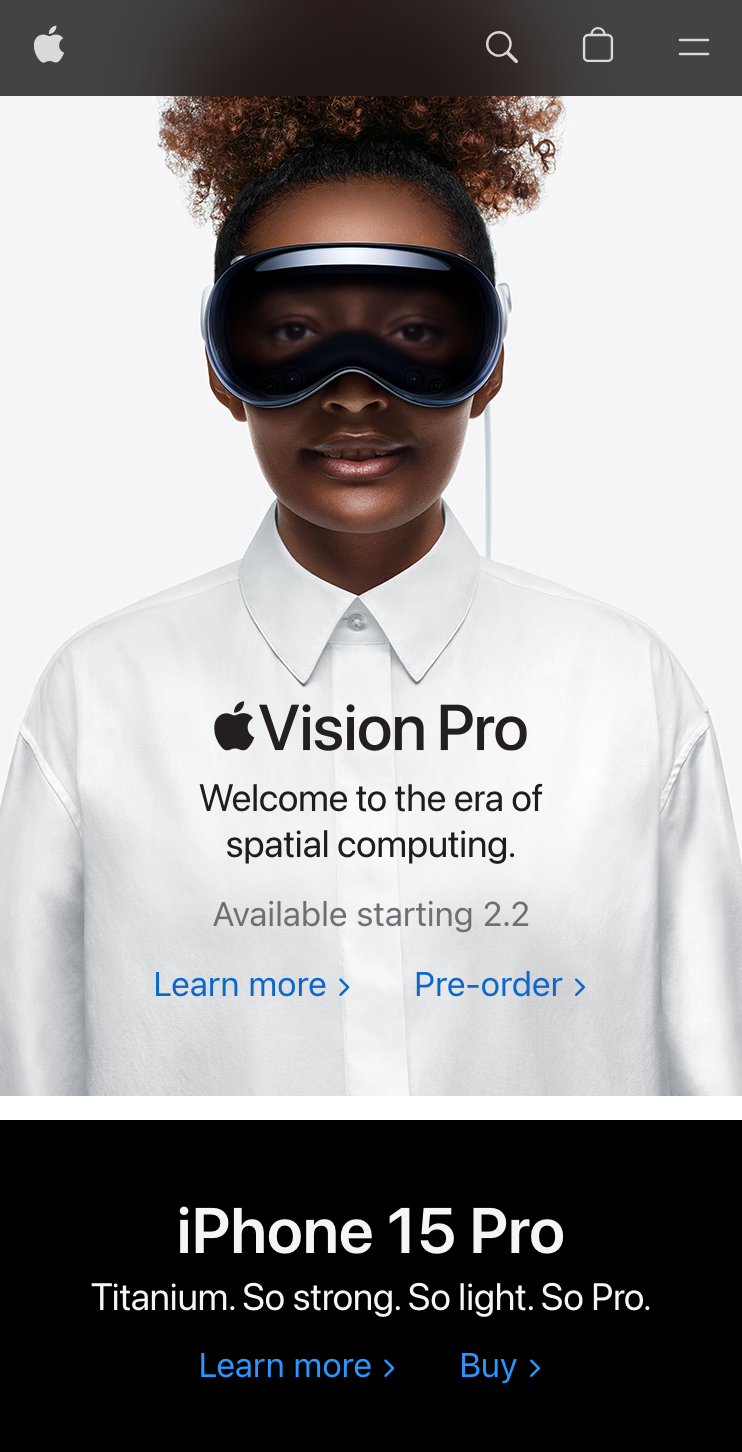 Vision Pro
Welcome to the era of
spatial computing.
Available starting 2.2
Learn more >
Pre-order >
iPhone 15 Pro
Titanium. So strong. So light. So Pro.
Learn more >
Buy >